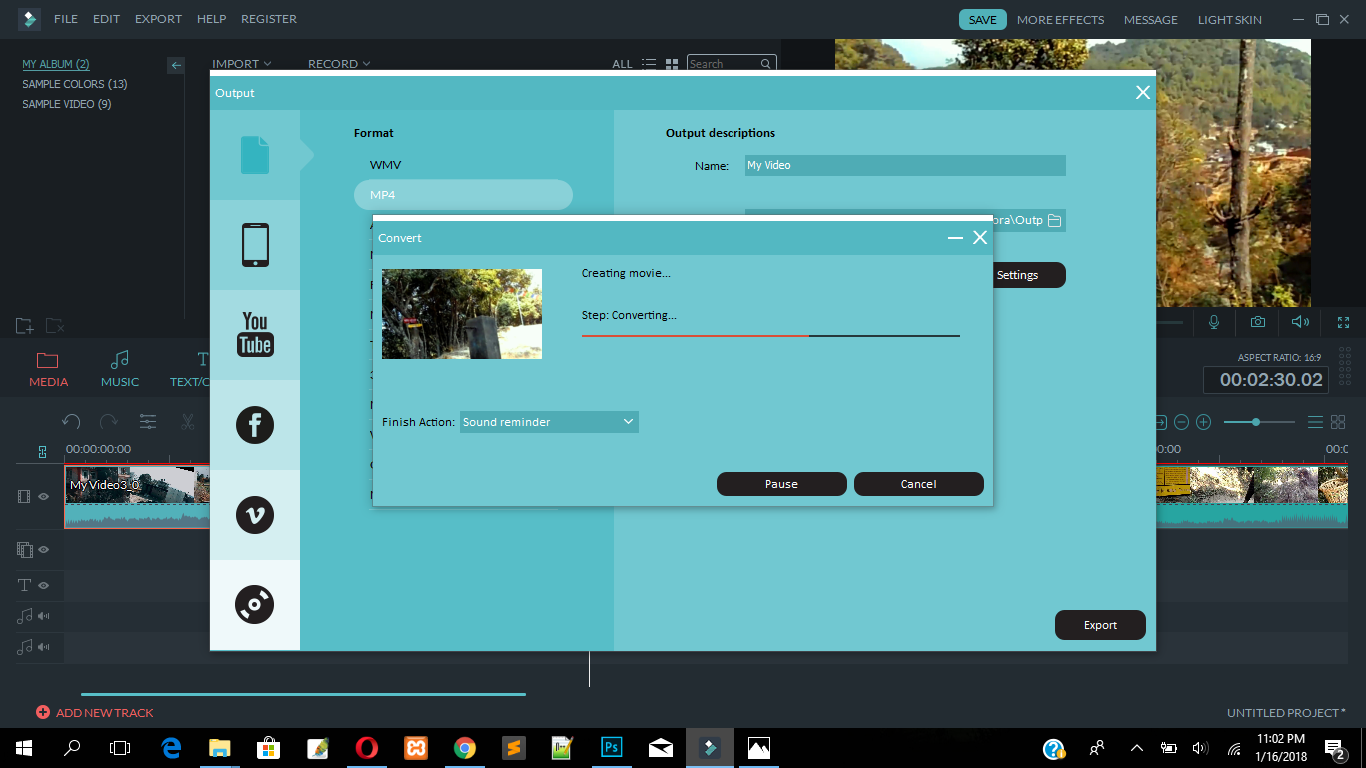 FILE EDIT EXPORT HELP REGISTER SAVE MORE EFFECTS MESSAGE LIGHT SKIN
MY ALBUM (2)
SAMPLE COLORS (13)
SAMPLE VIDEO (9)
IMPORT RECORD ALL Search
Output
Format
WMV
MP4
Output descriptions
Name: My Video
ora\Outp
Settings
You
Tube
Convert
Creating movie...
Step: Converting...
Finish Action: Sound reminder
Pause Cancel
Export
MEDIA MUSIC TEXT/C
ASPECT RATIO: 16:9
00:02:30.02
00:00:00:00
My Video3_0
ADD NEW TRACK
UNTITLED PROJECT *
Ps
11:02 PM
1/16/2018
2